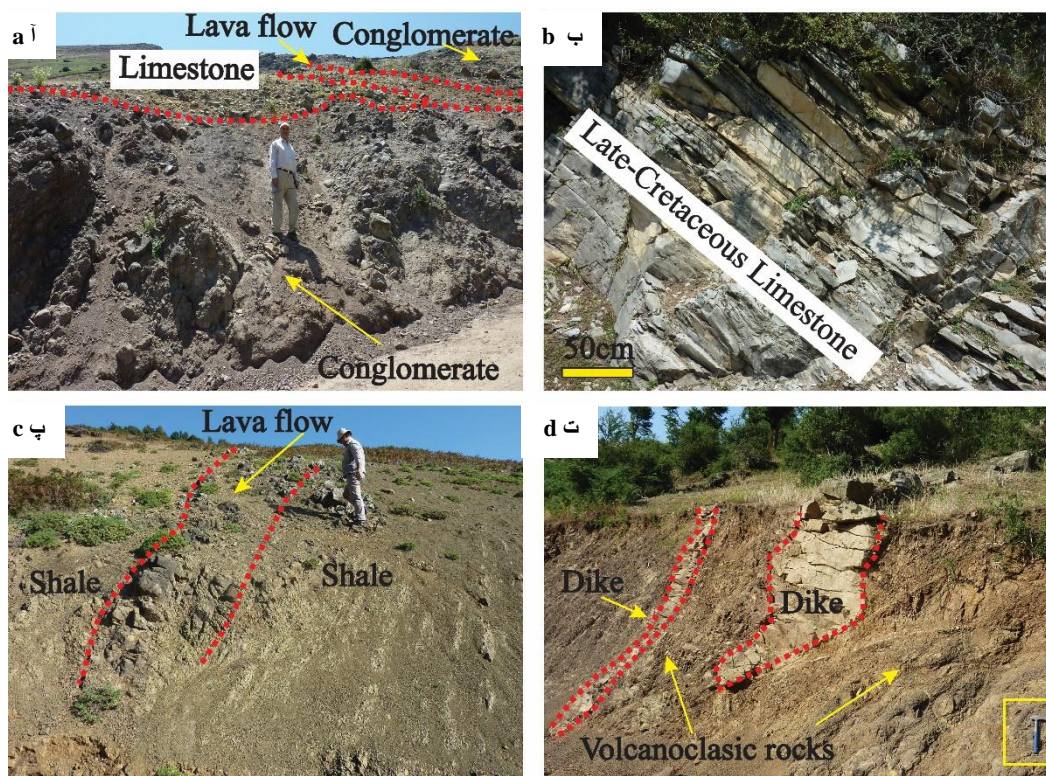 a آ
Lava flow
Conglomerate
Limestone
Conglomerate
b ب
Late-Cretaceous Limestone
50cm
c پ
Lava flow
Shale
Shale
d ت
Dike
Dike
Volcanoclasic rocks